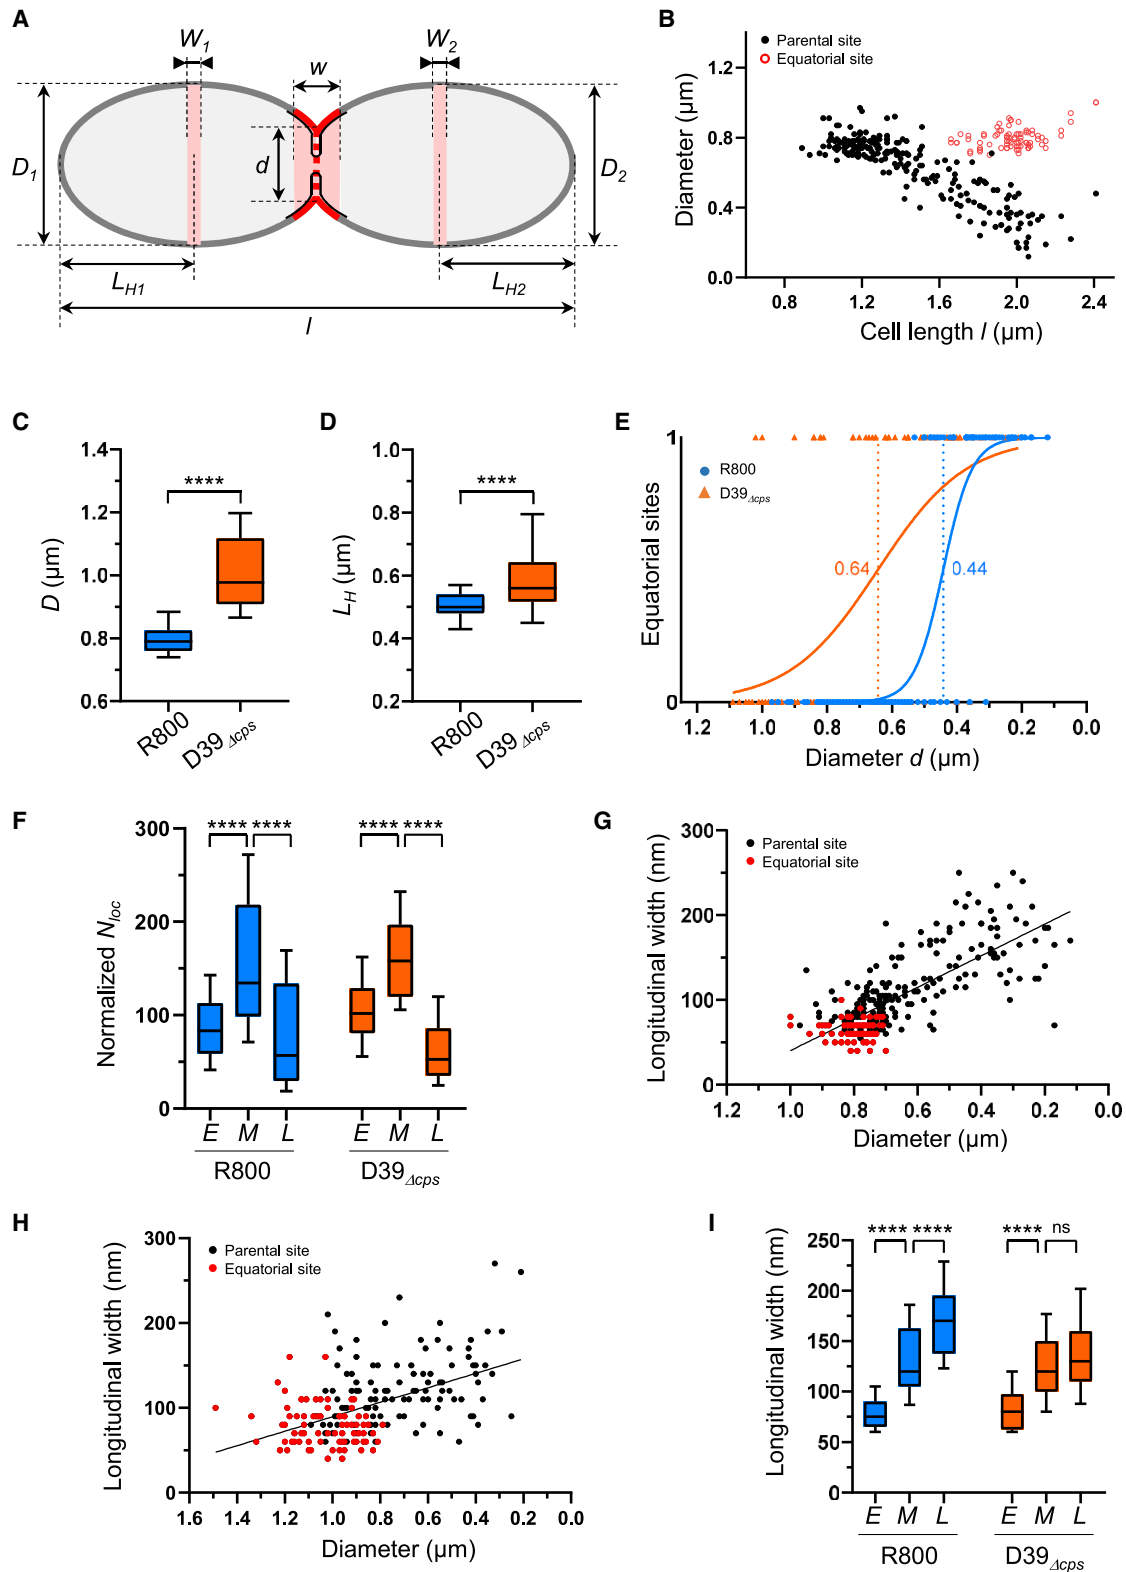 A
W1
W2
w
D1
d
D2
LH1
LH2
l
B
Parental site
Equatorial site
Diameter (µm)
1.2
0.8
0.4
0.0
0.8 1.2 1.6 2.0 2.4
Cell length l (µm)
C
D (µm)
1.4
1.2
1.0
0.8
0.6
****
R800
D39Δcps
D
LH (µm)
1.0
0.8
0.6
0.4
0.2
****
R800
D39Δcps
E
Equatorial sites
1
0
R800
D39Δcps
0.64
0.44
1.2 1.0 0.8 0.6 0.4 0.2 0.0
Diameter d (µm)
F
Normalized Nloc
300
200
100
0
**** ****
**** ****
E M L
E M L
R800
D39Δcps
G
Parental site
Equatorial site
Longitudinal width (nm)
300
200
100
0
1.2 1.0 0.8 0.6 0.4 0.2 0.0
Diameter (µm)
H
Parental site
Equatorial site
Longitudinal width (nm)
300
200
100
0
1.6 1.4 1.2 1.0 0.8 0.6 0.4 0.2 0.0
Diameter (µm)
I
Longitudinal width (nm)
250
200
150
100
50
0
**** ****
**** ns
E M L
E M L
R800
D39Δcps